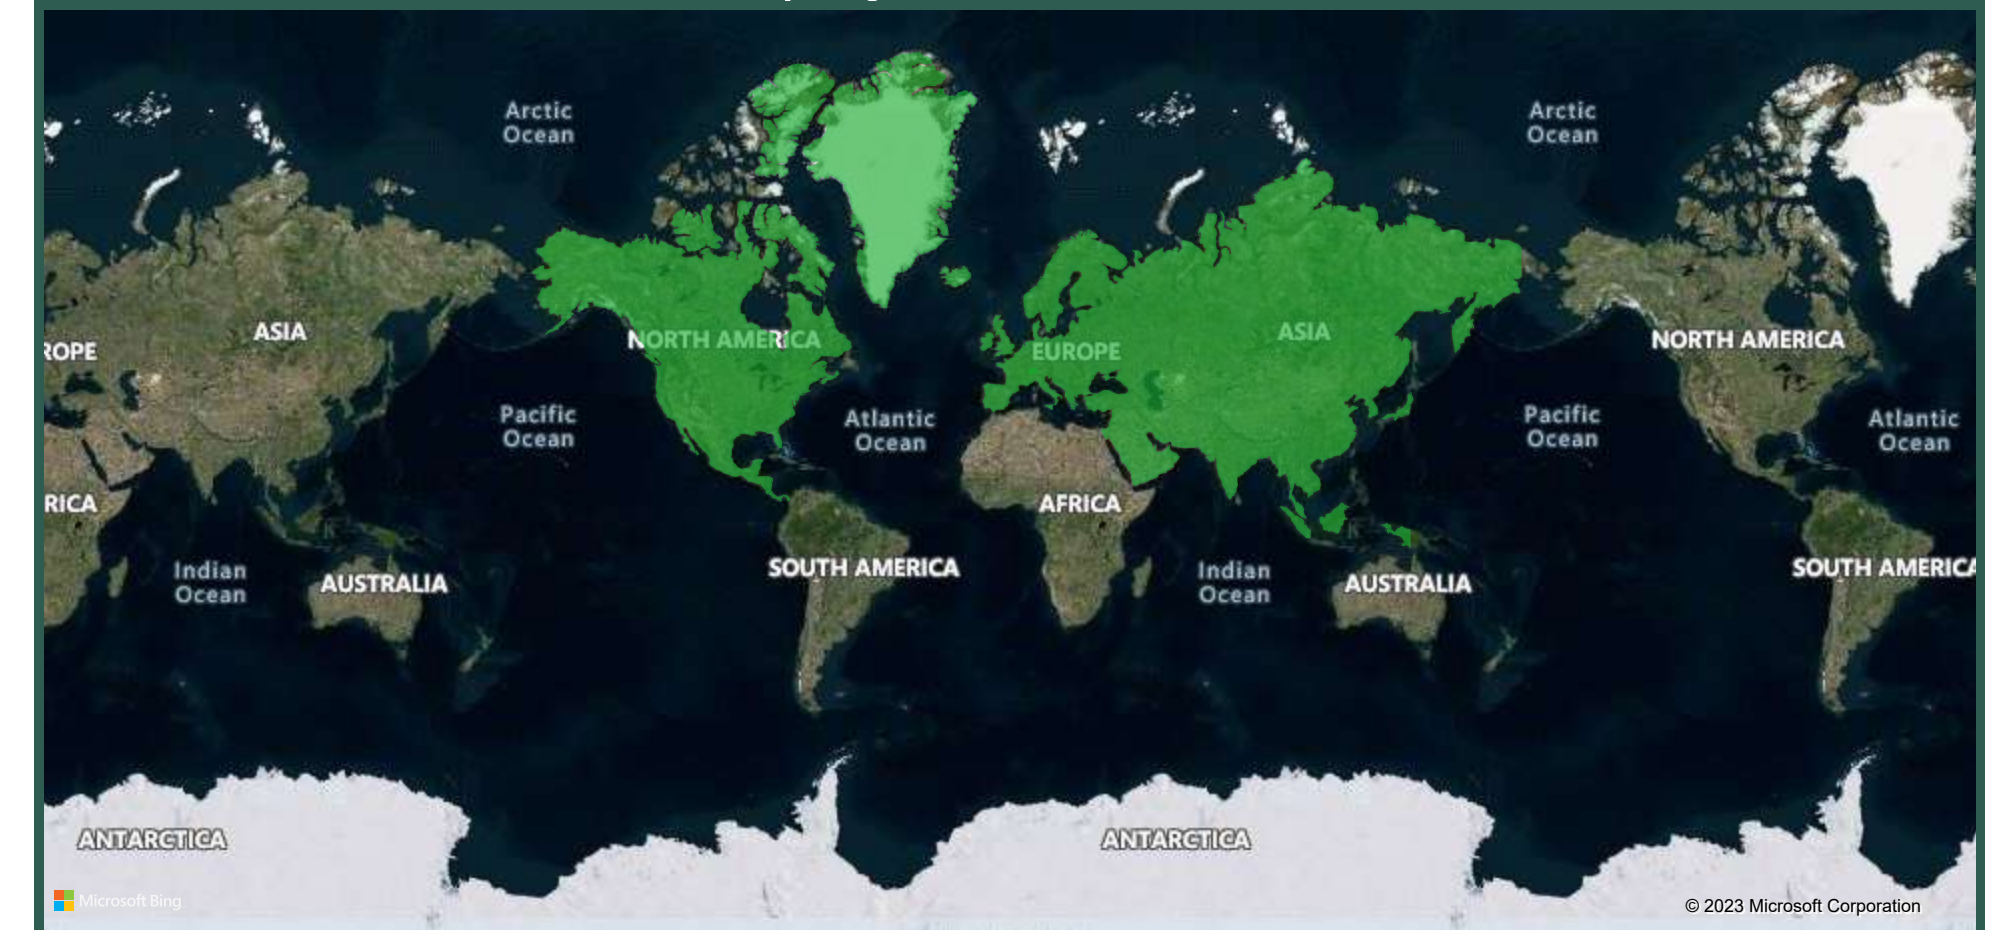 Arctic
Ocean
Arctic
Ocean
ASIA
ROPE
NORTH AMERICA
EUROPE
ASIA
NORTH AMERICA
Pacific
Ocean
Atlantic
Ocean
Pacific
Ocean
Atlantic
Ocean
RICA
AFRICA
Indian
Ocean
AUSTRALIA
SOUTH AMERICA
Indian
Ocean
AUSTRALIA
SOUTH AMERICA
ANTARCTICA
ANTARCTICA
Microsoft Bing
© 2023 Microsoft Corporation